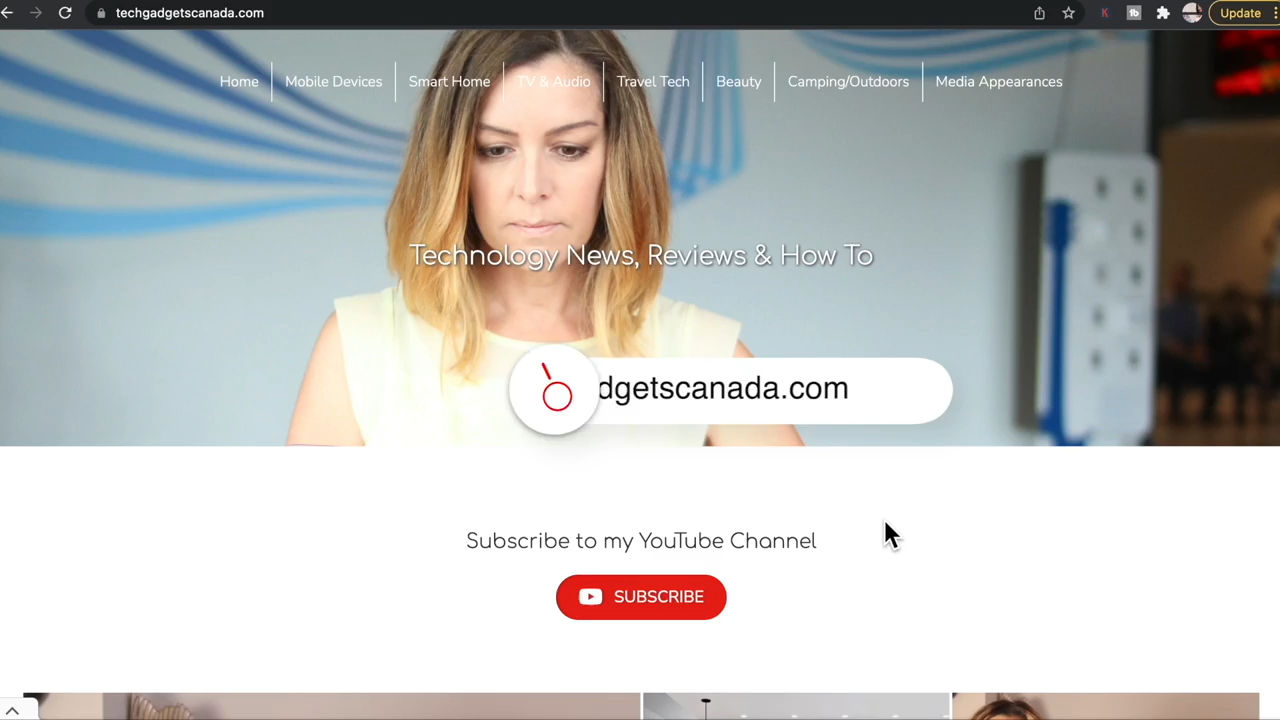 techgadgetscanada.com
Update
Home
Mobile Devices
Smart Home
TV & Audio
Travel Tech
Beauty
Camping/Outdoors
Media Appearances
Technology News, Reviews & How To
dgetscanada.com
Subscribe to my YouTube Channel
SUBSCRIBE